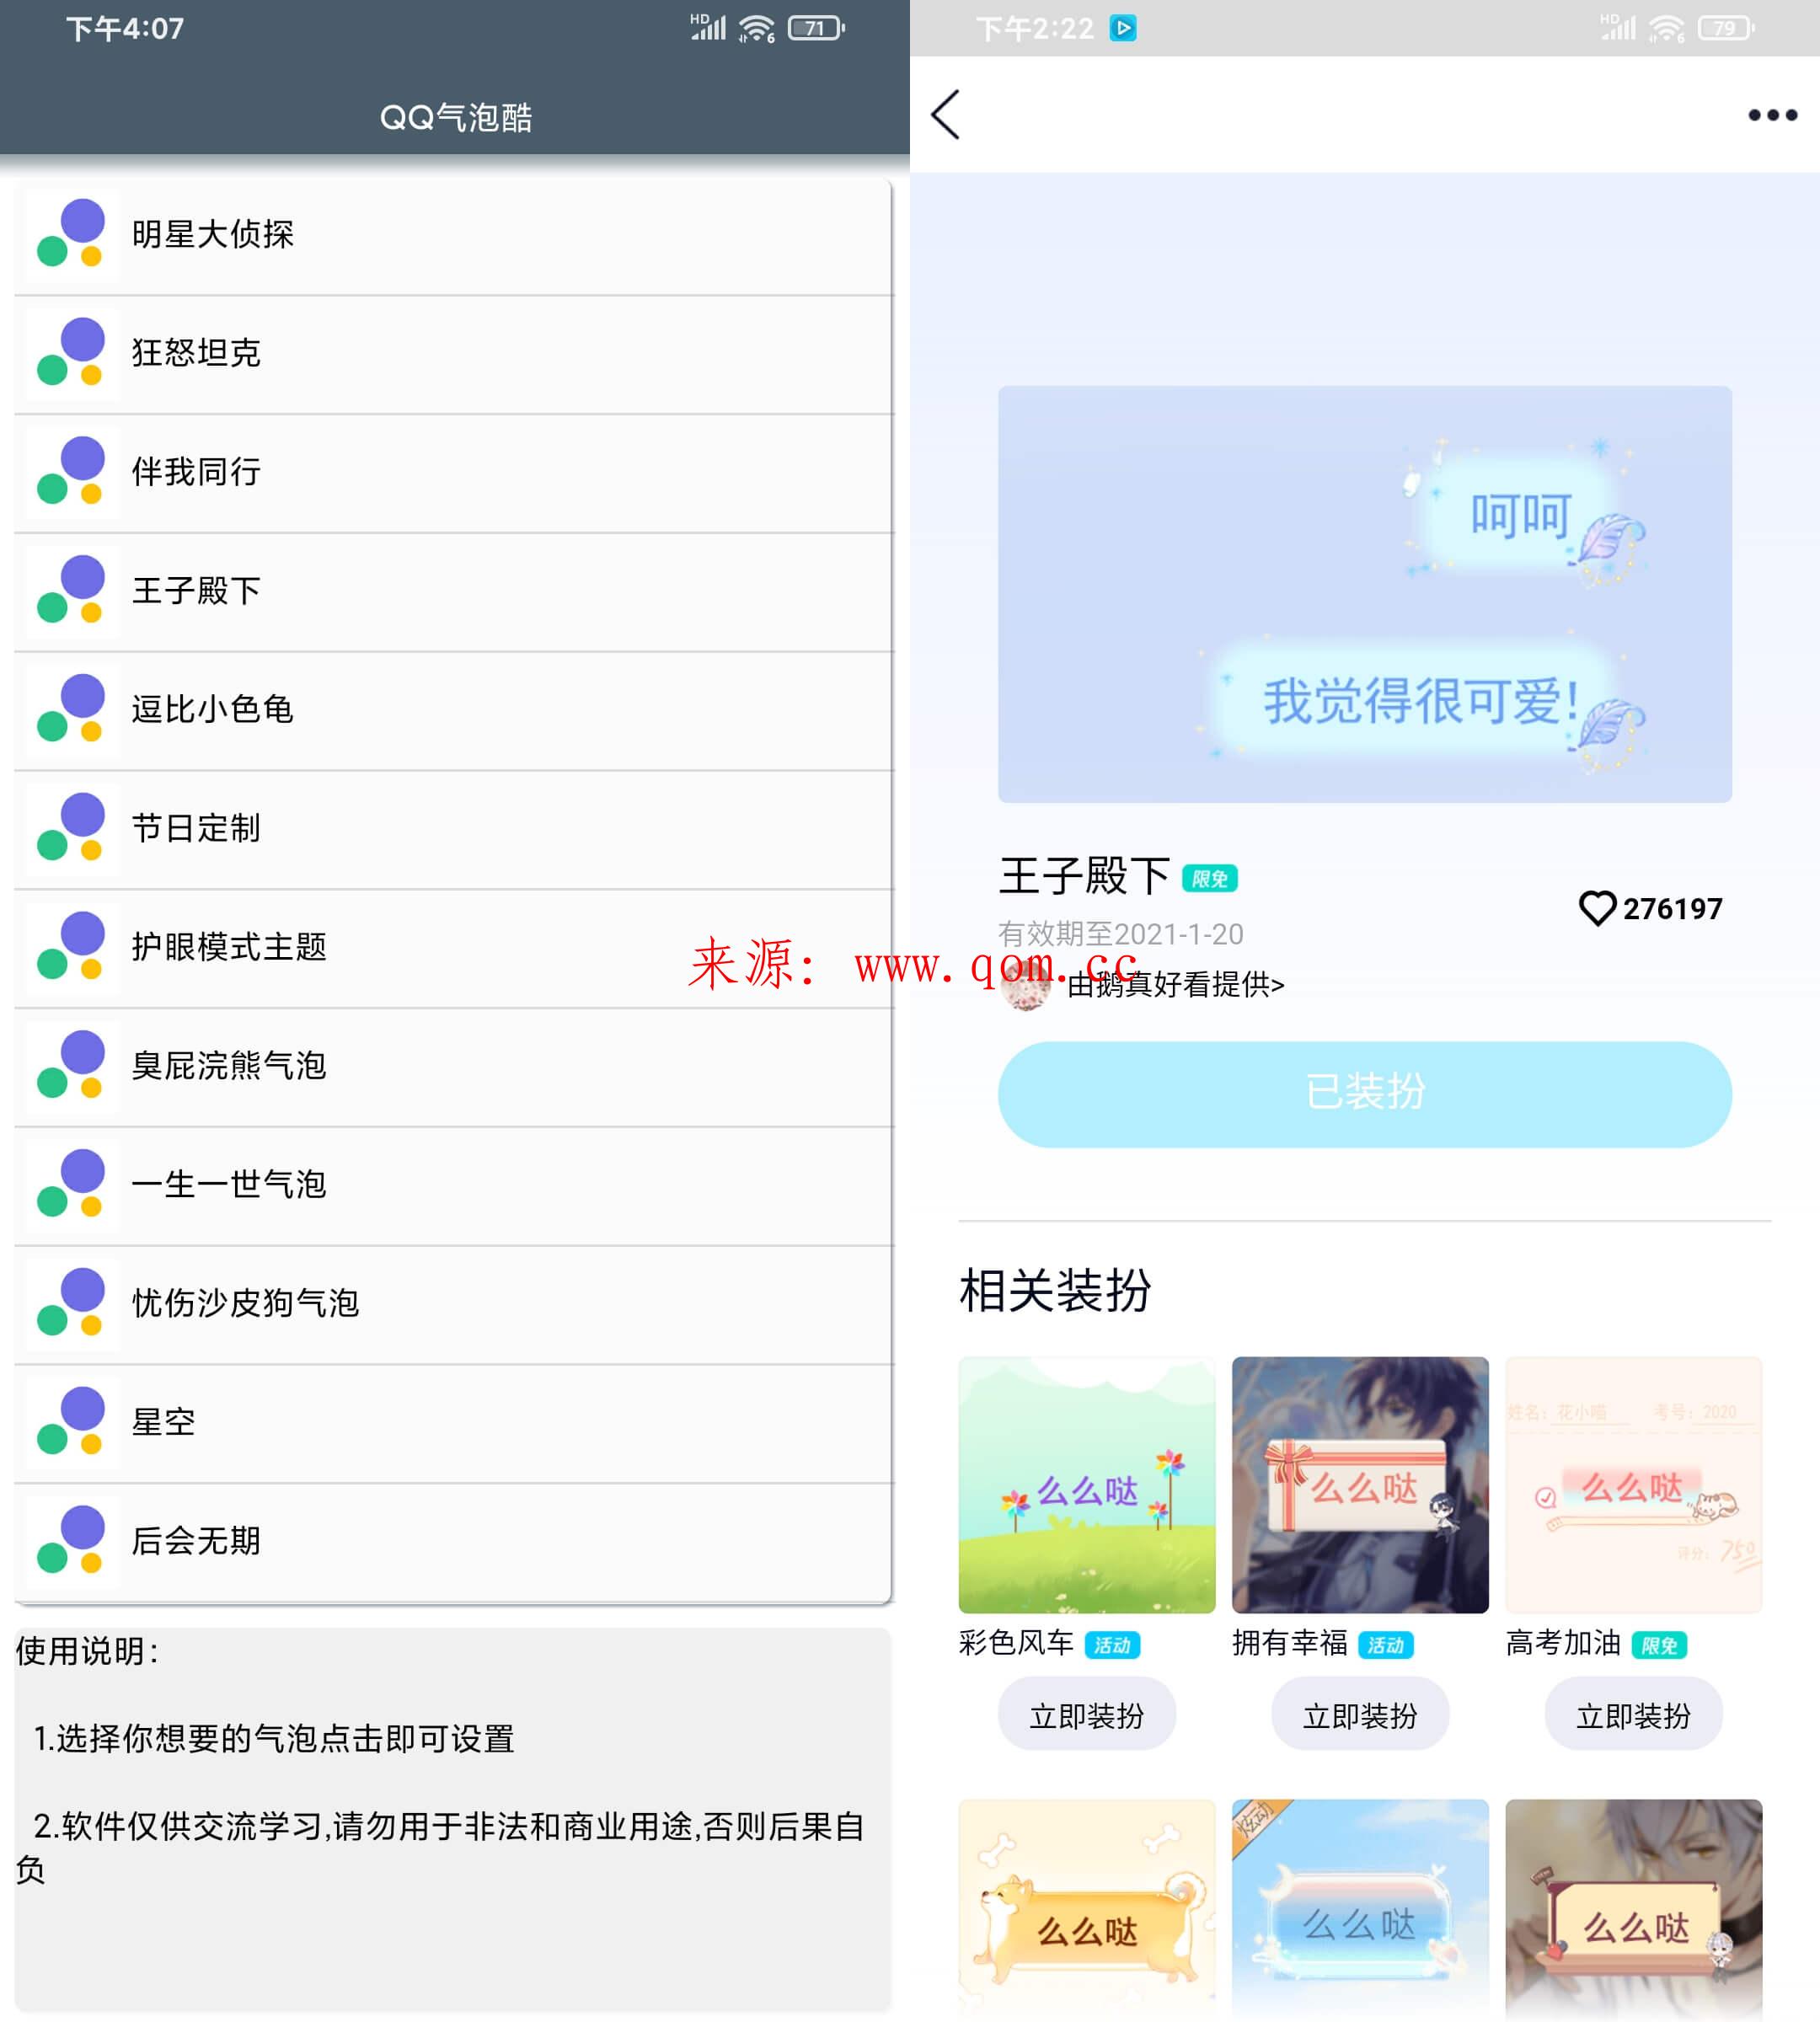 下午4:07
HD
6
71
QQ气泡酷
明星大侦探
狂怒坦克
伴我同行
王子殿下
逗比小色龟
节日定制
护眼模式主题
臭屁浣熊气泡
一生一世气泡
忧伤沙皮狗气泡
星空
后会无期
使用说明:
1.选择你想要的气泡点击即可设置
2.软件仅供交流学习,请勿用于非法和商业用途,否则后果自
负
来源: www.qom.cc
下午2:22
HD
6
79
呵呵
我觉得很可爱!
王子殿下 限免
276197
有效期至2021-1-20
由鹅真好看提供>
已装扮
相关装扮
么么哒
么么哒
姓名: 花小喵 考号: 2020
么么哒
评分: 750
彩色风车 活动
拥有幸福 活动
高考加油 限免
立即装扮
立即装扮
立即装扮
么么哒
炫动
么么哒
么么哒